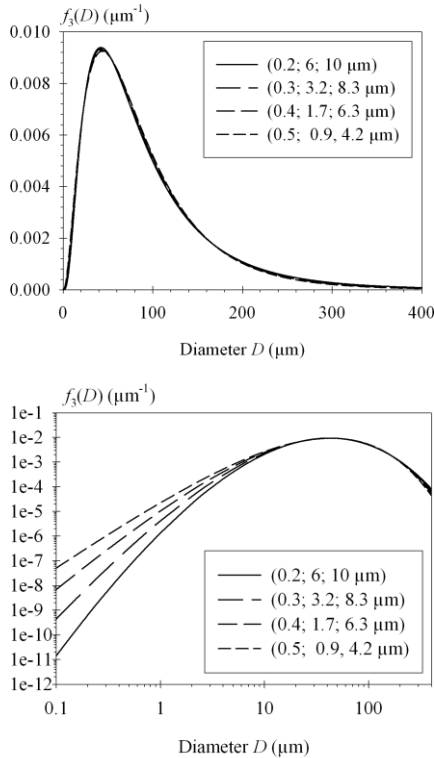 f3(D) (µm-1)
0.010
0.008
0.006
0.004
0.002
0.000
(0.2; 6; 10 µm)
(0.3; 3.2; 8.3 µm)
(0.4; 1.7; 6.3 µm)
(0.5; 0.9, 4.2 µm)
0 100 200 300 400
Diameter D (µm)
f3(D) (µm-1)
1e-1
1e-2
1e-3
1e-4
1e-5
1e-6
1e-7
1e-8
1e-9
1e-10
1e-11
1e-12
(0.2; 6; 10 µm)
(0.3; 3.2; 8.3 µm)
(0.4; 1.7; 6.3 µm)
(0.5; 0.9, 4.2 µm)
0.1 1 10 100
Diameter D (µm)